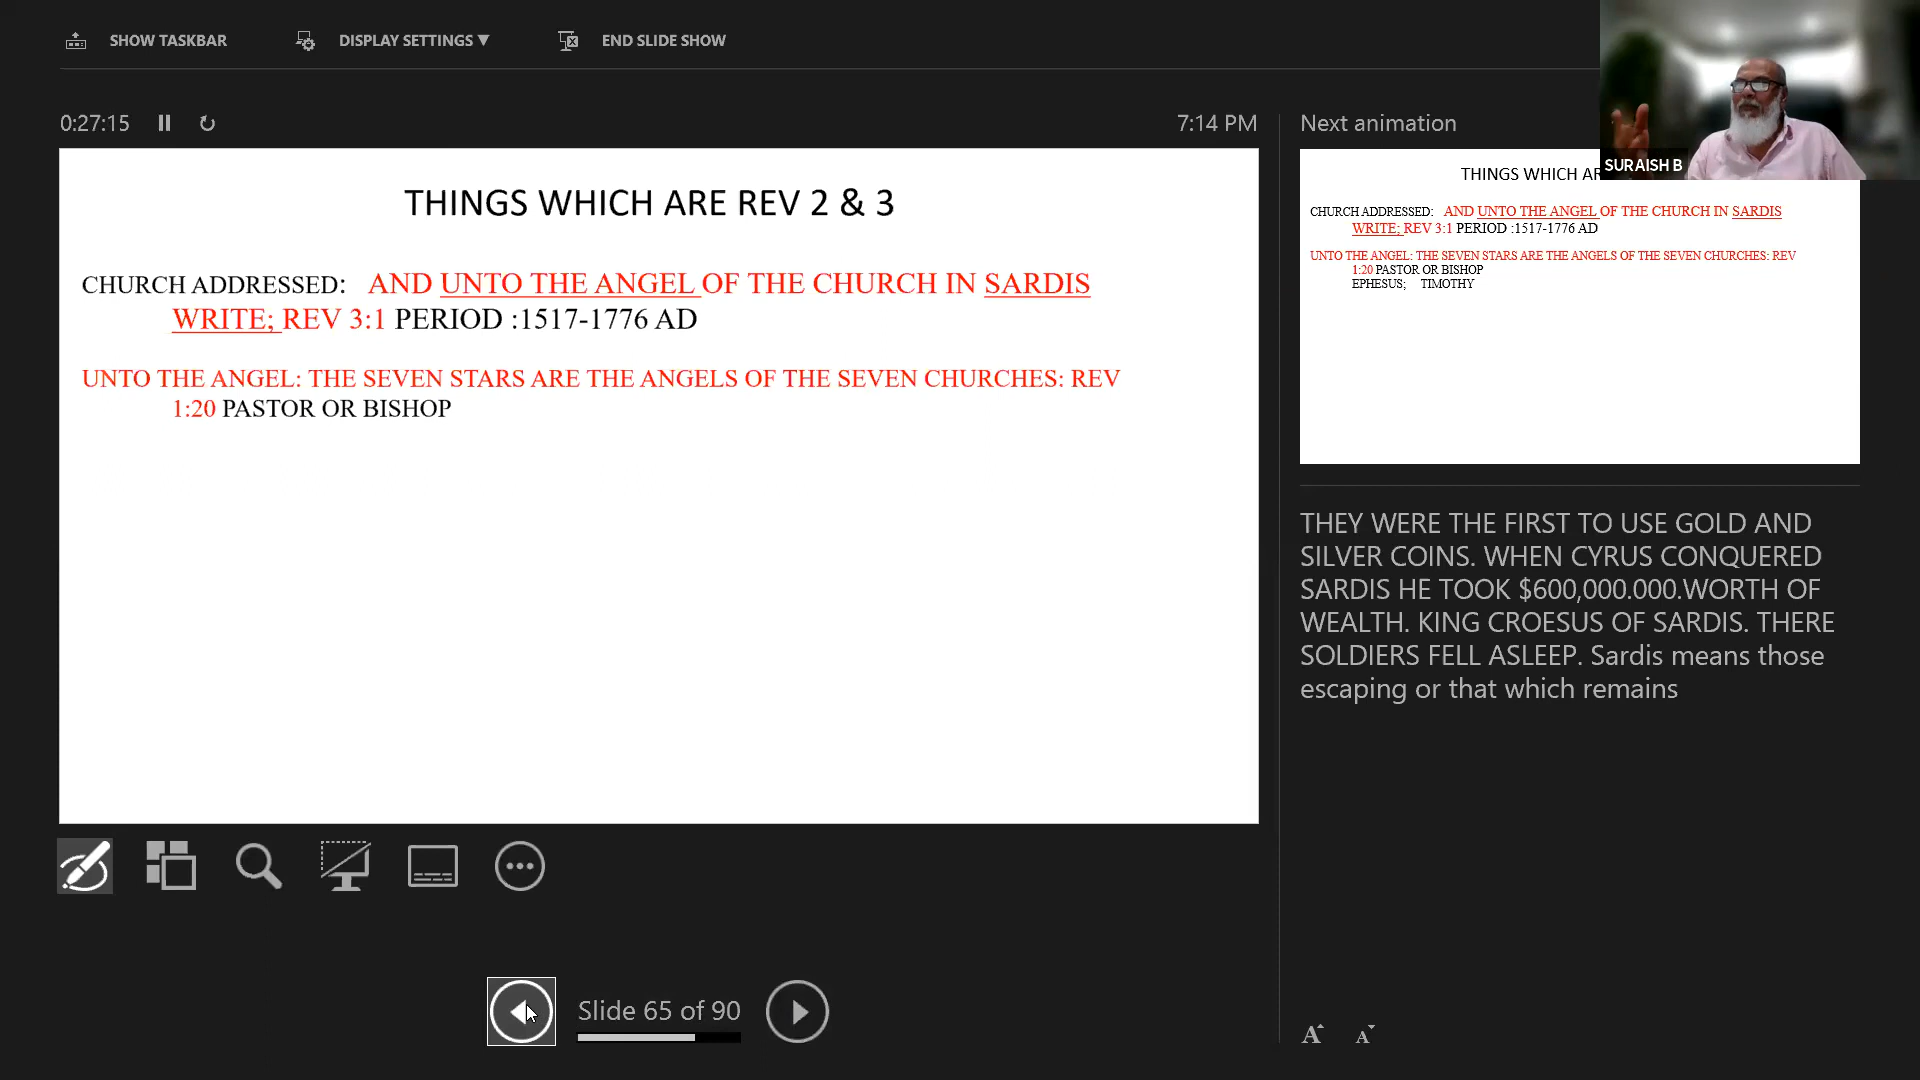 SHOW TASKBAR
DISPLAY SETTINGS ▼
END SLIDE SHOW
0:27:15
7:14 PM
THINGS WHICH ARE REV 2 & 3
CHURCH ADDRESSED: AND UNTO THE ANGEL OF THE CHURCH IN SARDIS
WRITE; REV 3:1 PERIOD :1517-1776 AD
UNTO THE ANGEL: THE SEVEN STARS ARE THE ANGELS OF THE SEVEN CHURCHES: REV
1:20 PASTOR OR BISHOP
Slide 65 of 90
Next animation
SURAISH B
THINGS WHICH AR
CHURCH ADDRESSED: AND UNTO THE ANGEL OF THE CHURCH IN SARDIS
WRITE; REV 3:1 PERIOD :1517-1776 AD
UNTO THE ANGEL: THE SEVEN STARS ARE THE ANGELS OF THE SEVEN CHURCHES: REV
1:20 PASTOR OR BISHOP
EPHESUS; TIMOTHY
THEY WERE THE FIRST TO USE GOLD AND
SILVER COINS. WHEN CYRUS CONQUERED
SARDIS HE TOOK $600,000.000.WORTH OF
WEALTH. KING CROESUS OF SARDIS. THERE
SOLDIERS FELL ASLEEP. Sardis means those
escaping or that which remains
A A